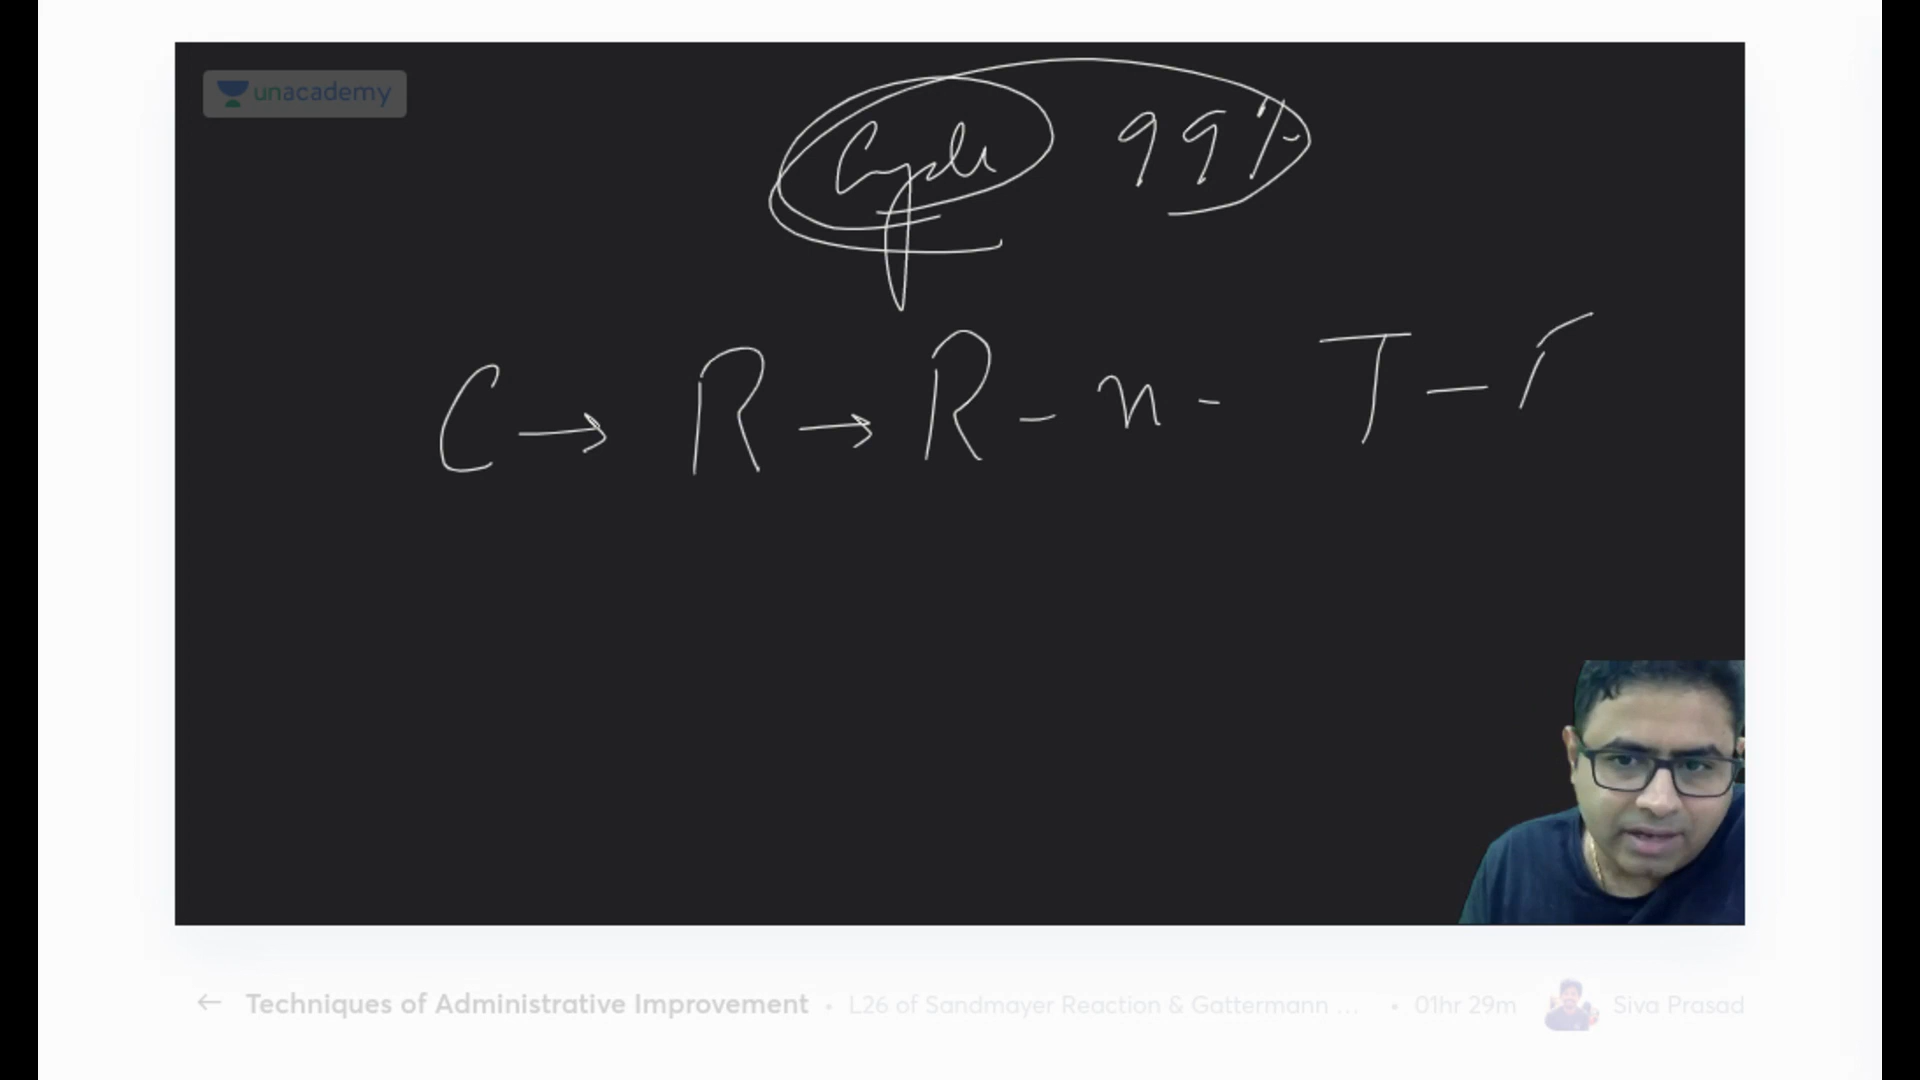 unacademy
Cycle 99%
C → R → R - n - T - r
← Techniques of Administrative Improvement • L26 of Sandmayer Reaction & Gattermann ... • 01hr 29m Siva Prasad